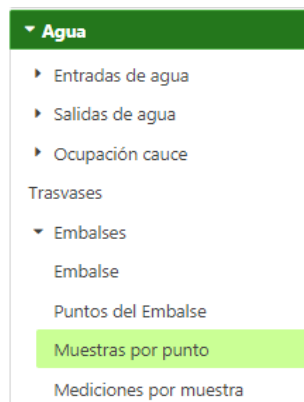 Agua
Entradas de agua
Salidas de agua
Ocupación cauce
Trasvases
Embalses
Embalse
Puntos del Embalse
Muestras por punto
Mediciones por muestra